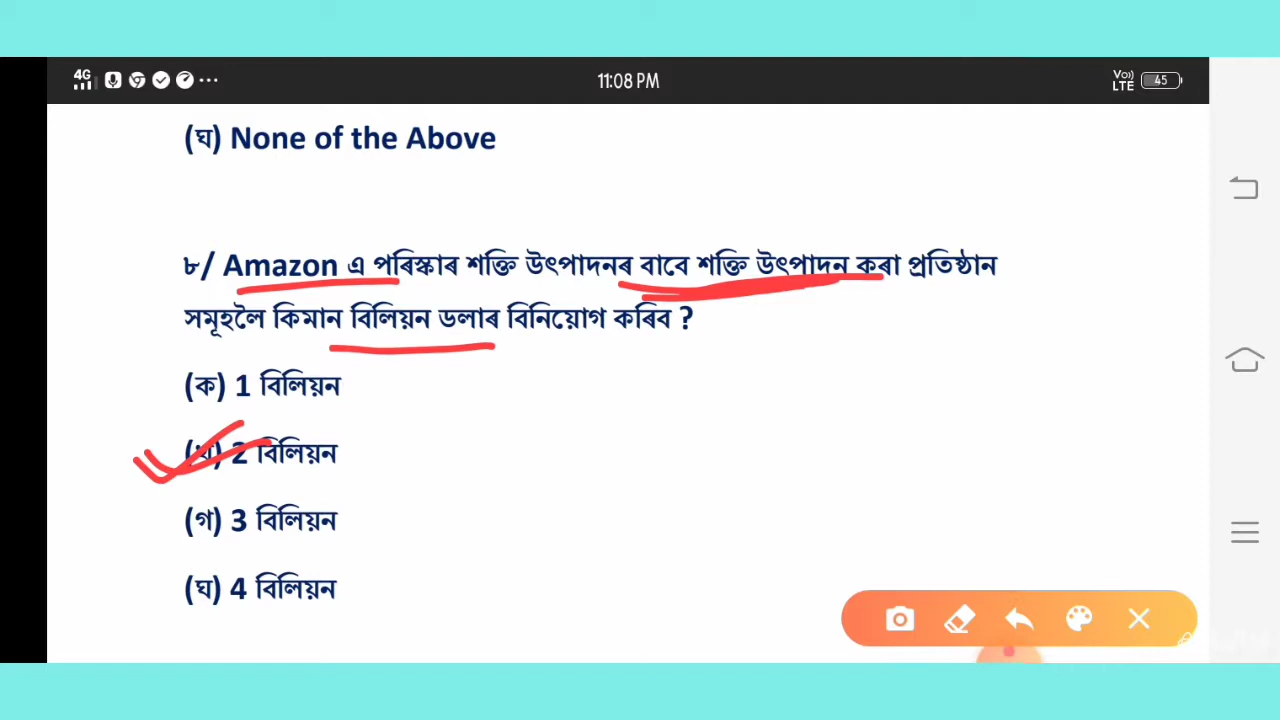 4G 11:08 PM Vo)) LTE 45
(ঘ) None of the Above
৮/ Amazon এ পৰিস্কাৰ শক্তি উৎপাদনৰ বাবে শক্তি উৎপাদন কৰা প্ৰতিষ্ঠান
সমূহলৈ কিমান বিলিয়ন ডলাৰ বিনিয়োগ কৰিব ?
(ক) 1 বিলিয়ন
(খ) 2 বিলিয়ন
(গ) 3 বিলিয়ন
(ঘ) 4 বিলিয়ন